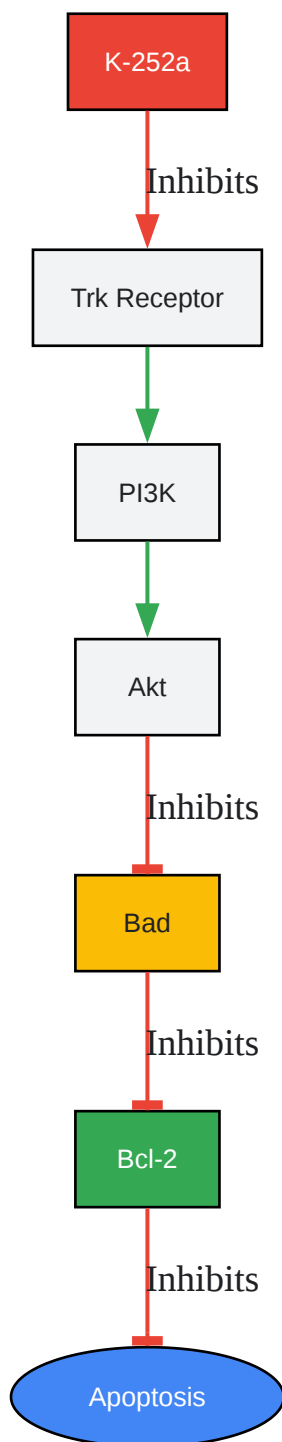 K-252a
Inhibits
Trk Receptor
PI3K
Akt
Inhibits
Bad
Inhibits
Bcl-2
Inhibits
Apoptosis